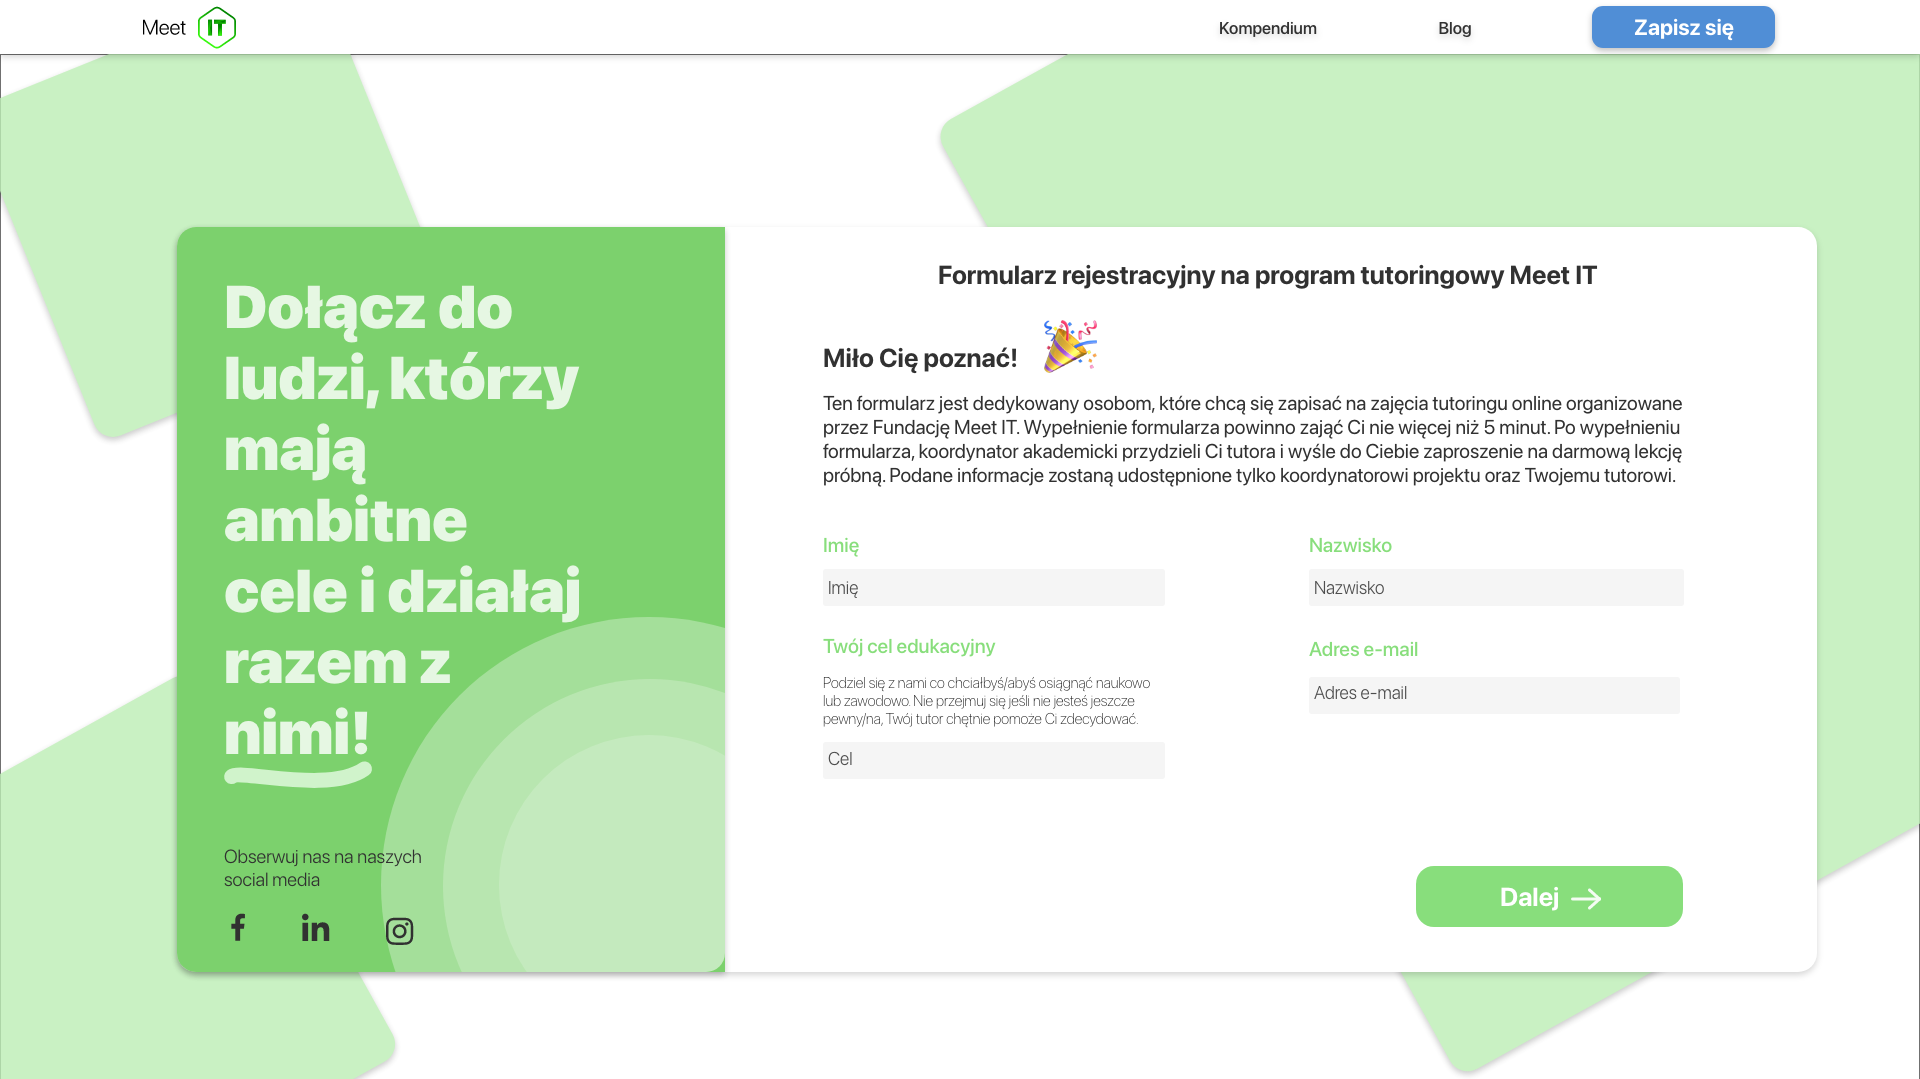 Meet IT
Kompendium
Blog
Zapisz się
Dołącz do
ludzi, którzy
mają
ambitne
cele i działaj
razem z
nimi!
Obserwuj nas na naszych
social media
Formularz rejestracyjny na program tutoringowy Meet IT
Miło Cię poznać!
Ten formularz jest dedykowany osobom, które chcą się zapisać na zajęcia tutoringu online organizowane
przez Fundację Meet IT. Wypełnienie formularza powinno zająć Ci nie więcej niż 5 minut. Po wypełnieniu
formularza, koordynator akademicki przydzieli Ci tutora i wyśle do Ciebie zaproszenie na darmową lekcję
próbną. Podane informacje zostaną udostępnione tylko koordynatorowi projektu oraz Twojemu tutorowi.
Imię
Imię
Nazwisko
Nazwisko
Twój cel edukacyjny
Podziel się z nami co chciałbyś/abyś osiągnąć naukowo
lub zawodowo. Nie przejmuj się jeśli nie jesteś jeszcze
pewny/na, Twój tutor chętnie pomoże Ci zdecydować.
Cel
Adres e-mail
Adres e-mail
Dalej